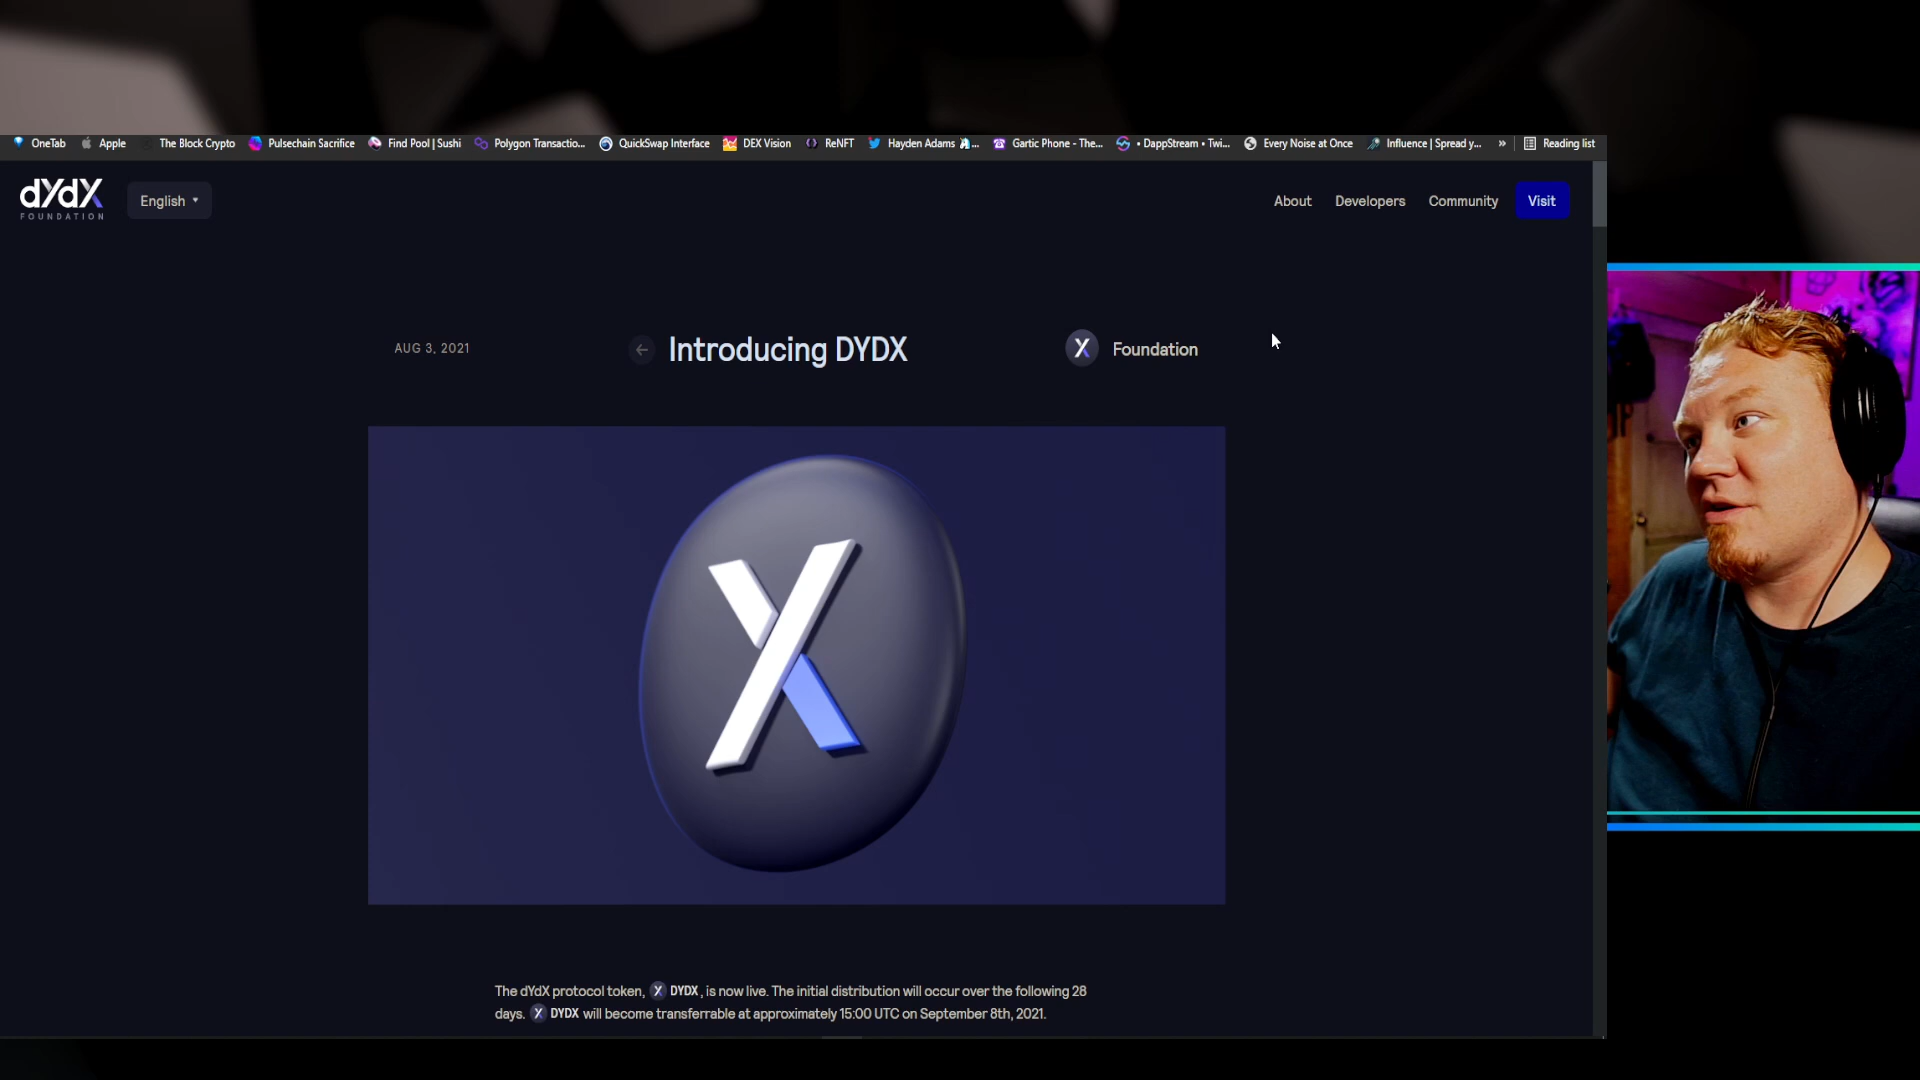 OneTab Apple The Block Crypto Pulsechain Sacrifice Find Pool | Sushi Polygon Transactio... QuickSwap Interface DEX Vision ReNFT Hayden Adams ... Gartic Phone - The... • DappStream • Twi... Every Noise at Once Influence | Spread y... » Reading list
dYdX
FOUNDATION
English
About Developers Community Visit
AUG 3, 2021
← Introducing DYDX
X Foundation
X
The dYdX protocol token, X DYDX , is now live. The initial distribution will occur over the following 28
days. X DYDX will become transferrable at approximately 15:00 UTC on September 8th, 2021.